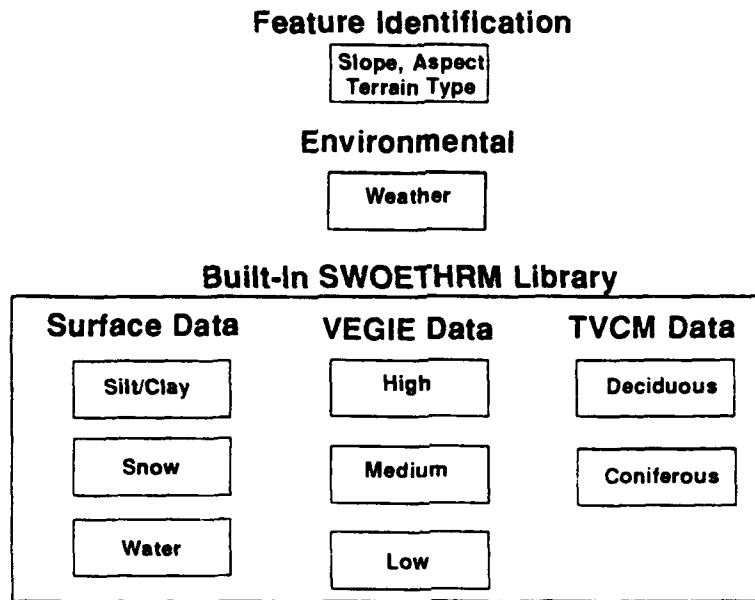 Feature Identification
Slope, Aspect
Terrain Type
Environmental
Weather
Built-In SWOETHRM Library
Surface Data
Silt/Clay
Snow
Water
VEGIE Data
High
Medium
Low
TVCM Data
Deciduous
Coniferous